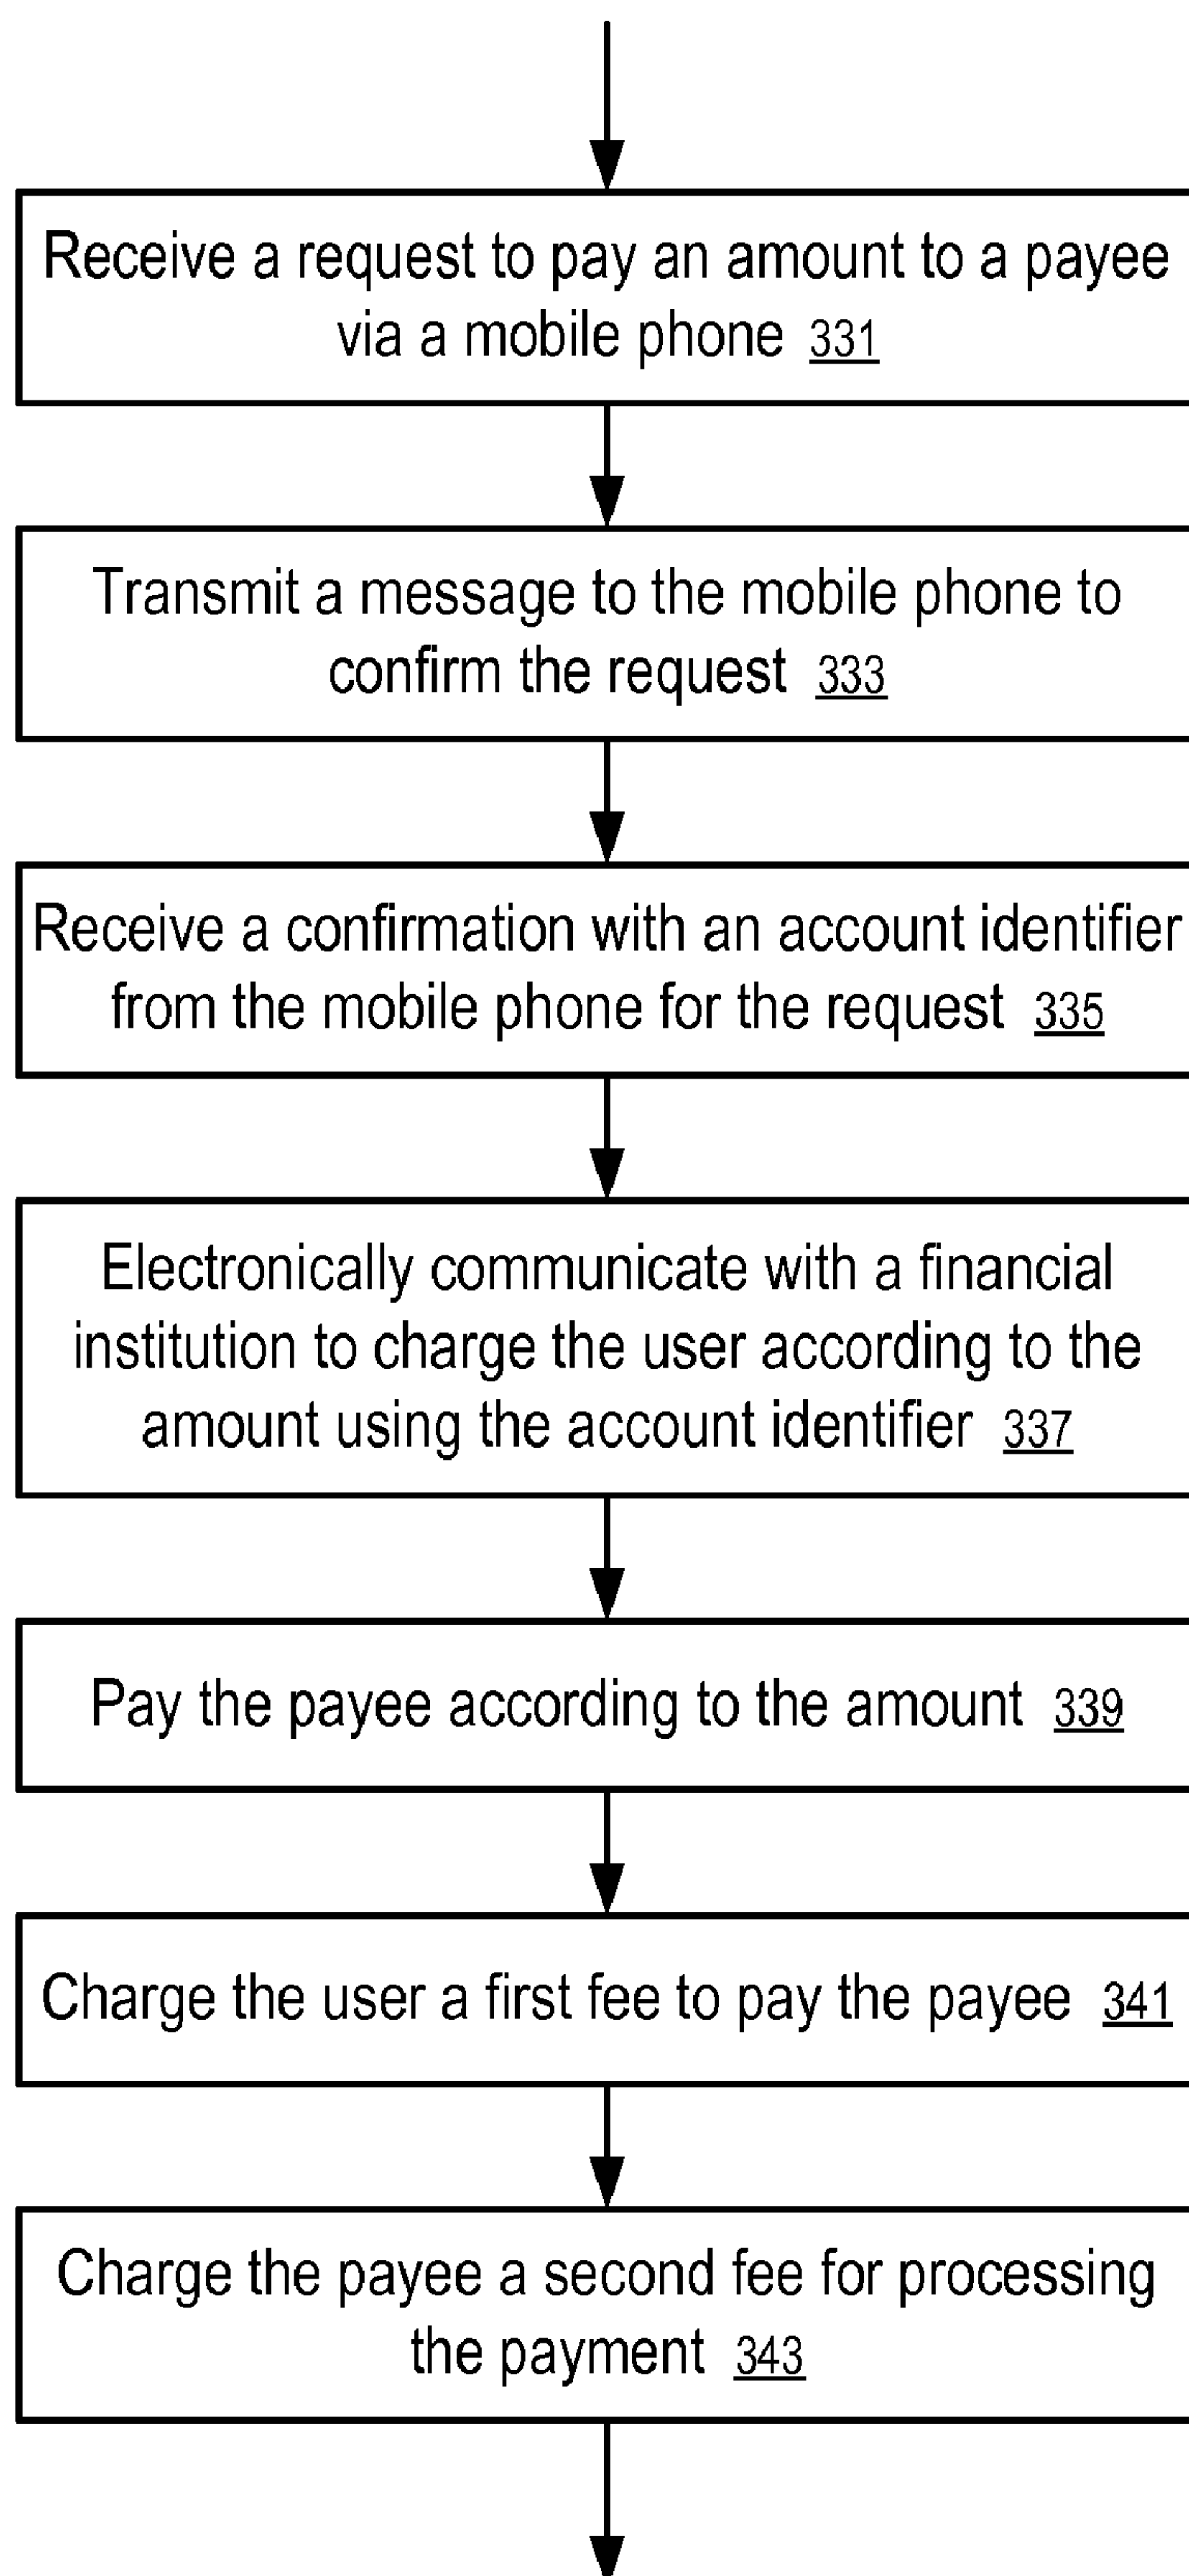 Receive a request to pay an amount to a payee
via a mobile phone 331
Transmit a message to the mobile phone to
confirm the request 333
Receive a confirmation with an account identifier
from the mobile phone for the request 335
Electronically communicate with a financial
institution to charge the user according to the
amount using the account identifier 337
Pay the payee according to the amount 339
Charge the user a first fee to pay the payee 341
Charge the payee a second fee for processing
the payment 343